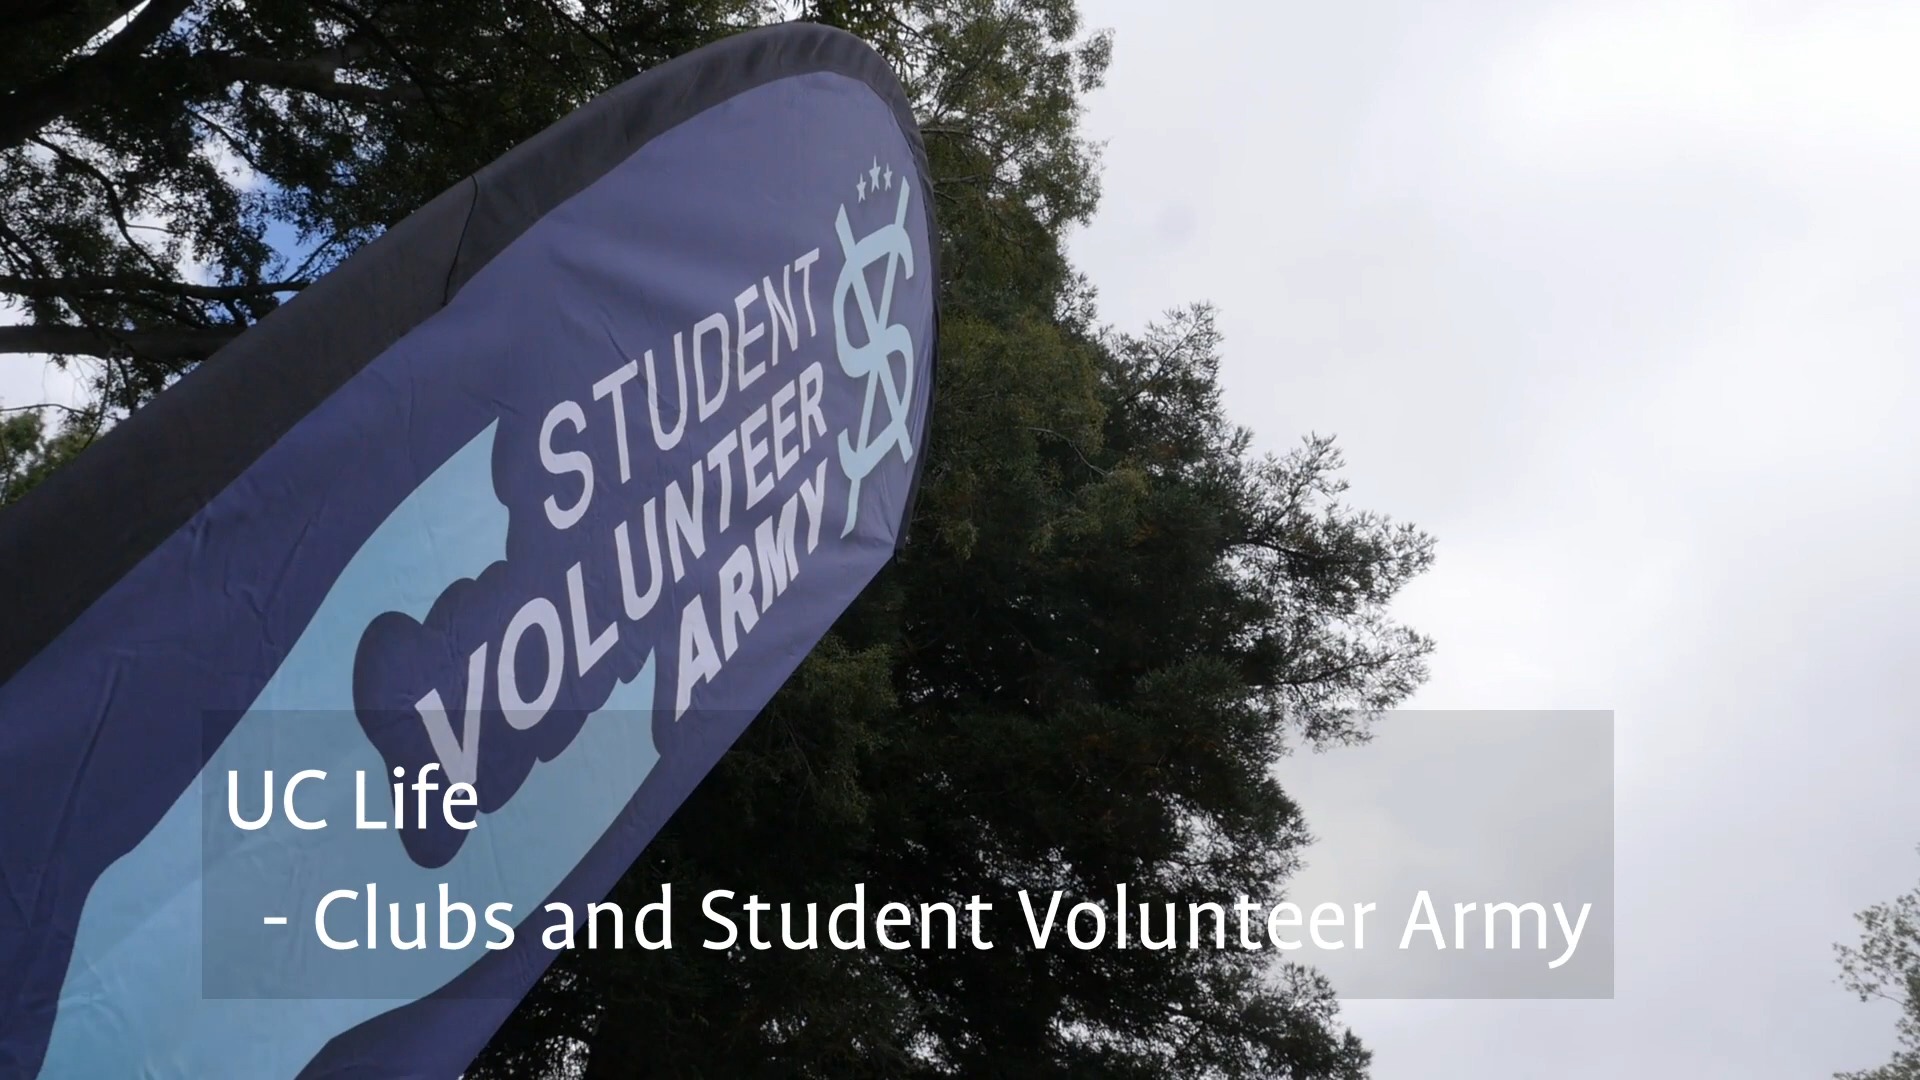 STUDENT
VOLUNTEER
ARMY
UC Life
- Clubs and Student Volunteer Army